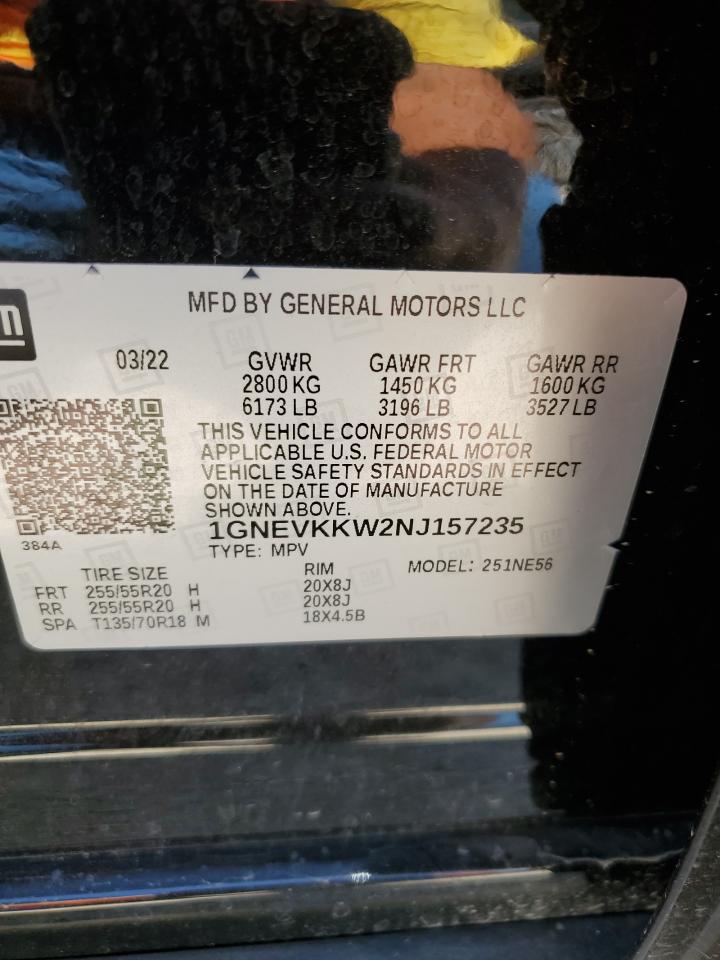 m
MFD BY GENERAL MOTORS LLC
03/22 GVWR GAWR FRT GAWR RR
2800 KG 1450 KG 1600 KG
6173 LB 3196 LB 3527 LB
THIS VEHICLE CONFORMS TO ALL
APPLICABLE U.S. FEDERAL MOTOR
VEHICLE SAFETY STANDARDS IN EFFECT
ON THE DATE OF MANUFACTURE
SHOWN ABOVE.
1GNEVKKW2NJ157235
384A
TYPE: MPV
TIRE SIZE RIM MODEL: 251NE56
FRT 255/55R20 H 20X8J
RR 255/55R20 H 20X8J
SPA T135/70R18 M 18X4.5B